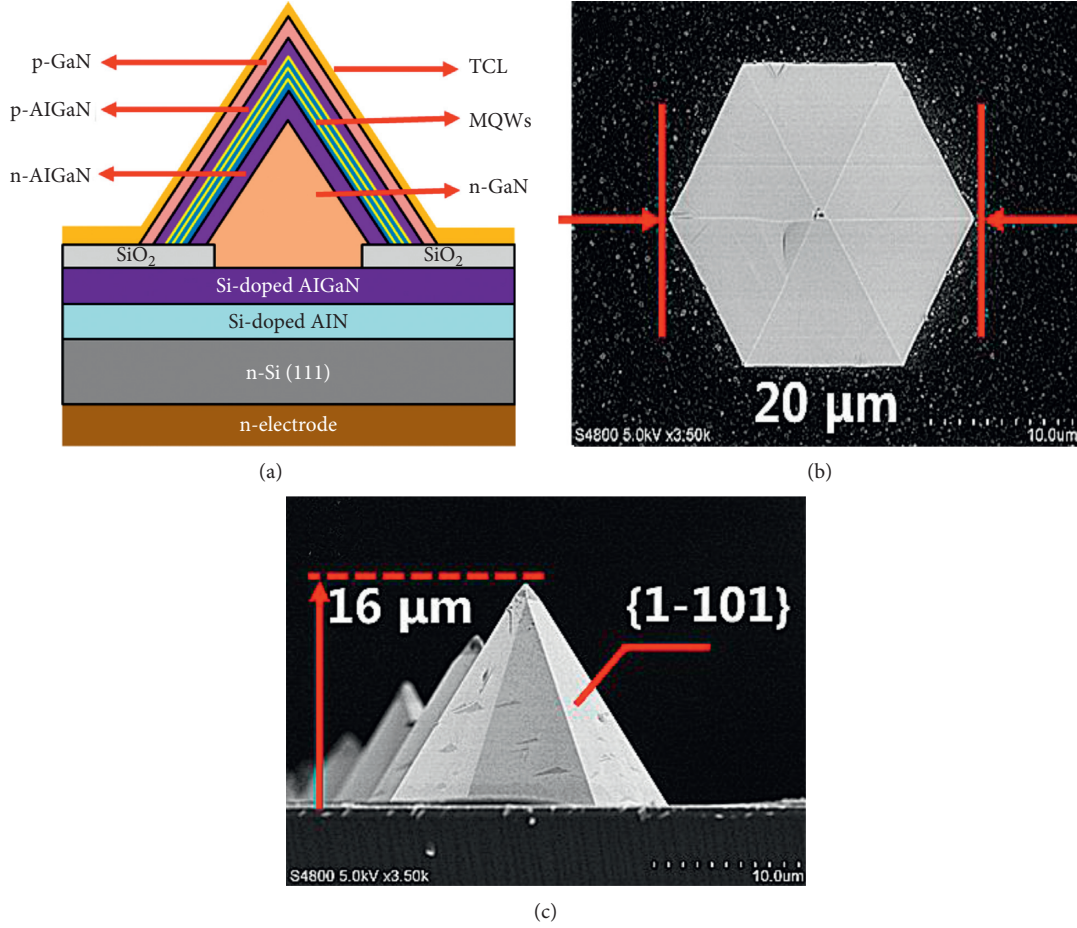 p-GaN
TCL
p-AlGaN
MQWs
n-AlGaN
n-GaN
SiO2
SiO2
Si-doped AlGaN
Si-doped AlN
n-Si (111)
n-electrode
(a)
20 μm
S4800 5.0kV x3.50k
10.0um
(b)
16 μm
{1-101}
S4800 5.0kV x3.50k
10.0um
(c)